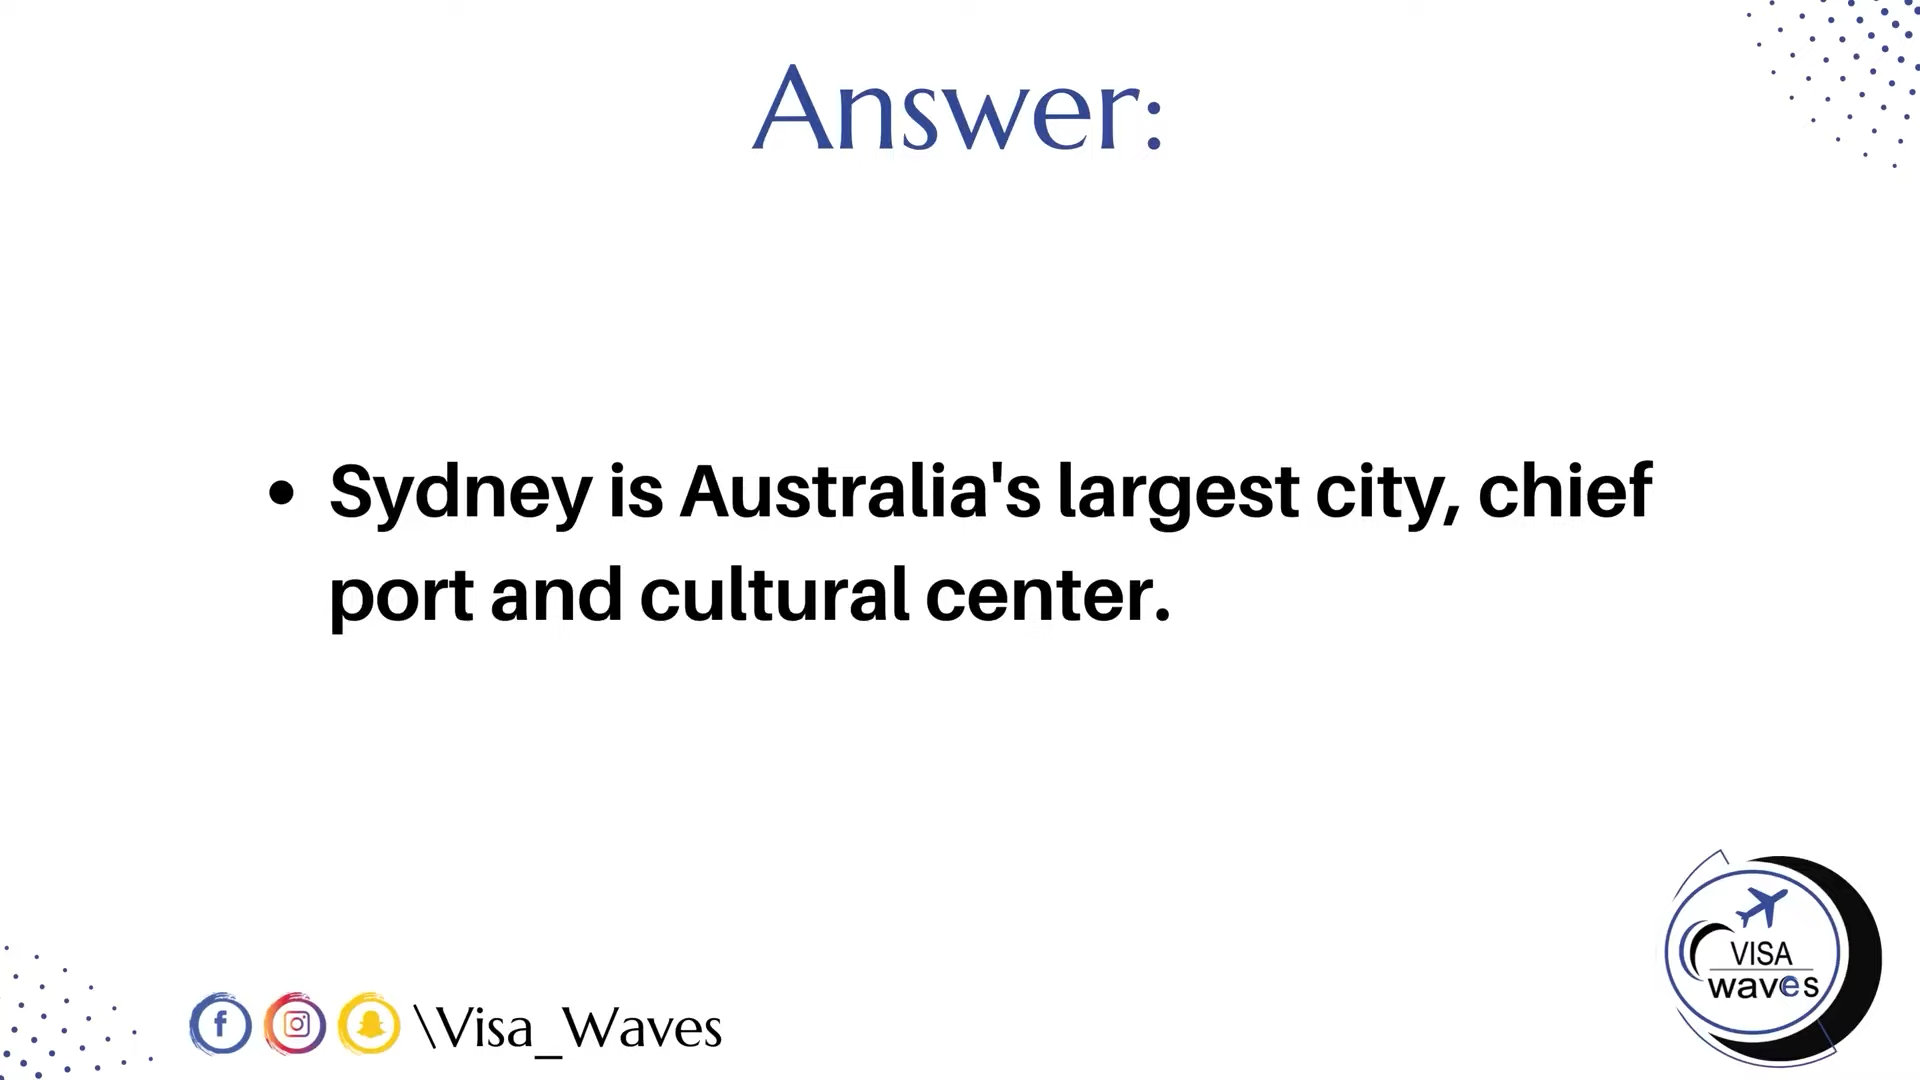 Answer:
• Sydney is Australia's largest city, chief
port and cultural center.
VISA
waves
\Visa_Waves